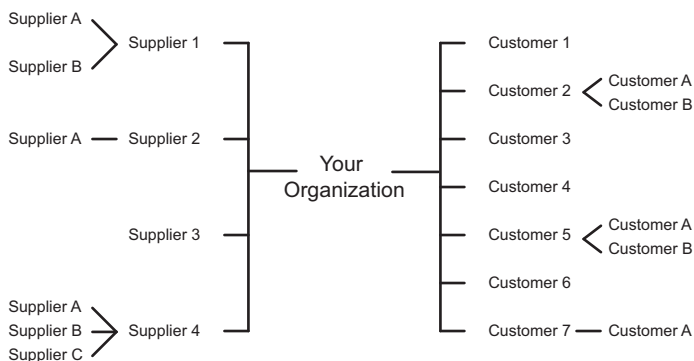 Supplier A
Supplier B
Supplier 1
Supplier A
Supplier 2
Supplier 3
Supplier A
Supplier B
Supplier C
Supplier 4
Your
Organization
Customer 1
Customer 2
Customer A
Customer B
Customer 3
Customer 4
Customer 5
Customer A
Customer B
Customer 6
Customer 7
Customer A